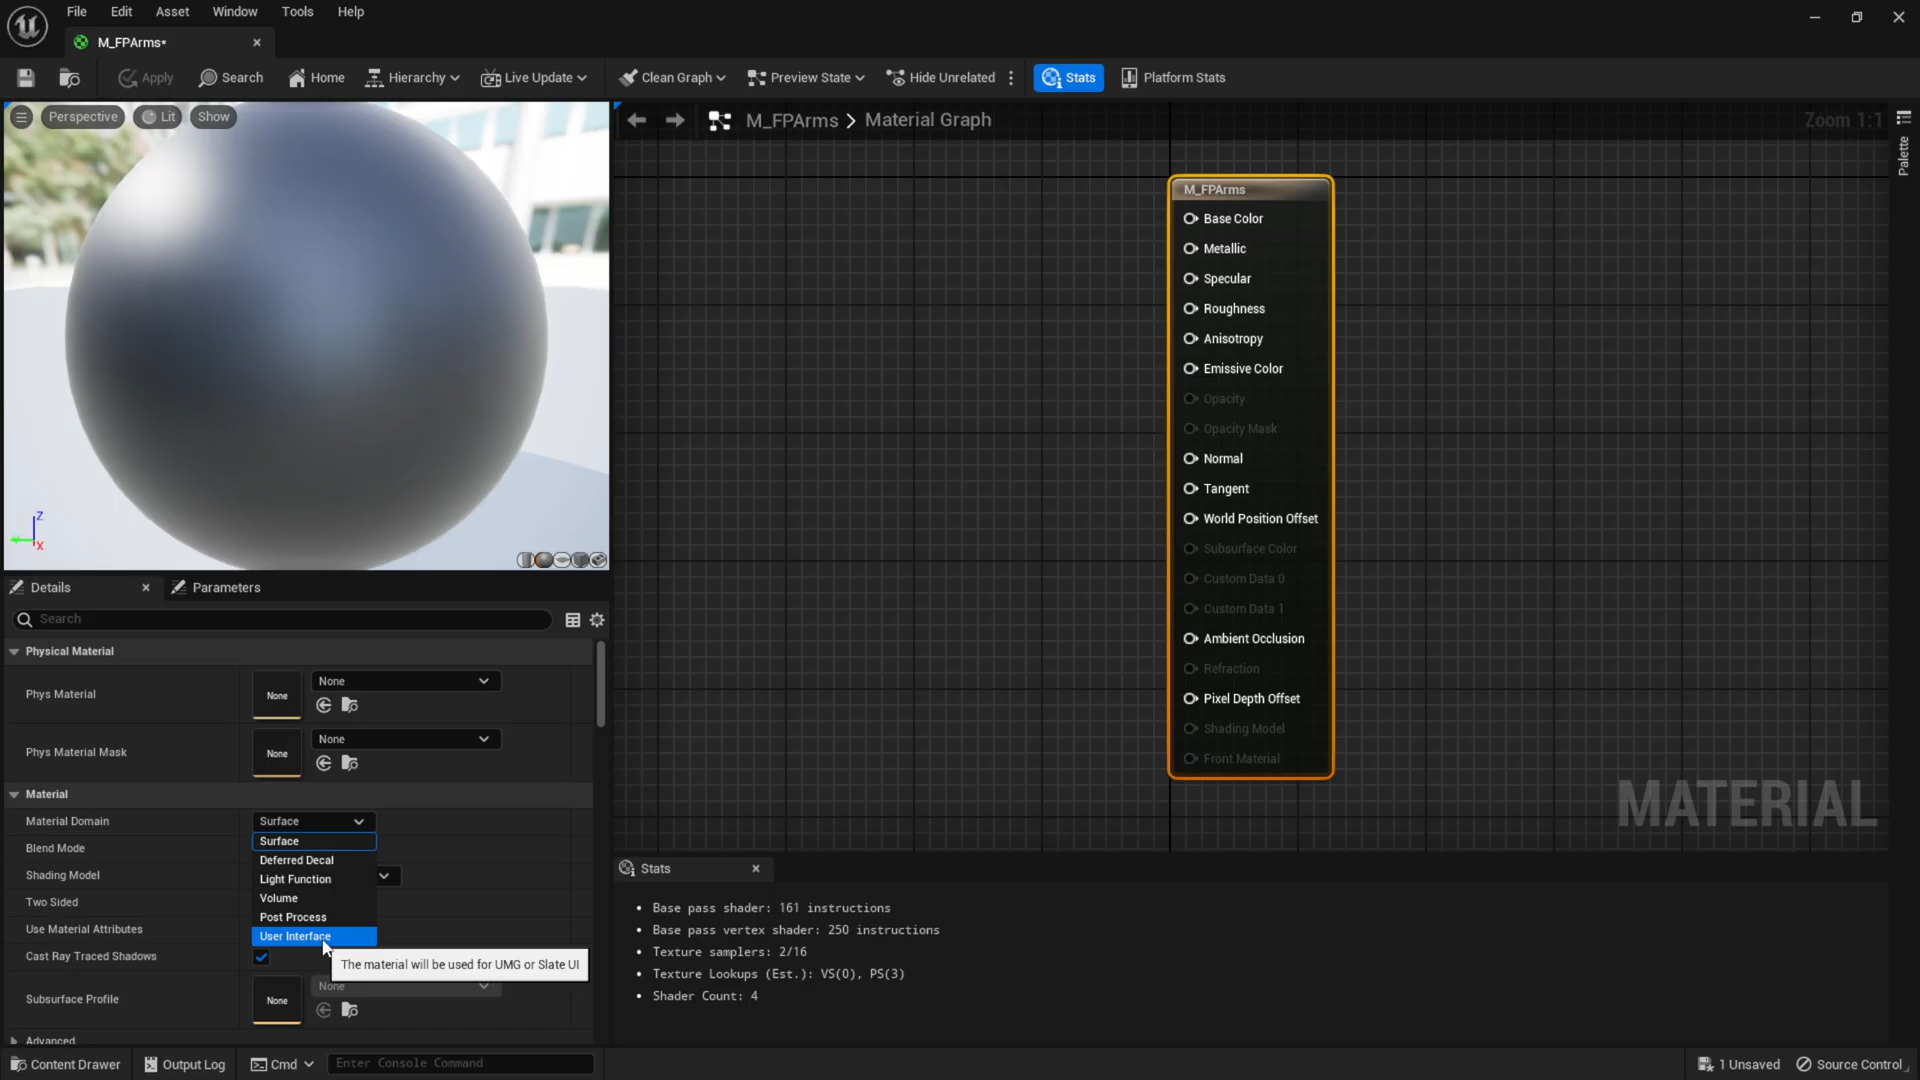 File Edit Asset Window Tools Help
M_FPArms*
Apply Search Home Hierarchy Live Update Clean Graph Preview State Hide Unrelated Stats Platform Stats
Perspective Lit Show
M_FPArms > Material Graph
Zoom 1:1
Palette
M_FPArms
Base Color
Metallic
Specular
Roughness
Anisotropy
Emissive Color
Opacity
Opacity Mask
Normal
Tangent
World Position Offset
Subsurface Color
Custom Data 0
Custom Data 1
Ambient Occlusion
Refraction
Pixel Depth Offset
Shading Model
Front Material
MATERIAL
Z
Y
X
Details Parameters
Search
Physical Material
Phys Material None None
Phys Material Mask None None
Material
Material Domain Surface
Blend Mode
Shading Model
Two Sided
Use Material Attributes
Cast Ray Traced Shadows
Surface
Deferred Decal
Light Function
Volume
Post Process
User Interface
The material will be used for UMG or Slate UI
Subsurface Profile None None
Advanced
Stats
Base pass shader: 161 instructions
Base pass vertex shader: 250 instructions
Texture samplers: 2/16
Texture Lookups (Est.): VS(0), PS(3)
Shader Count: 4
Content Drawer Output Log Cmd Enter Console Command 1 Unsaved Source Control